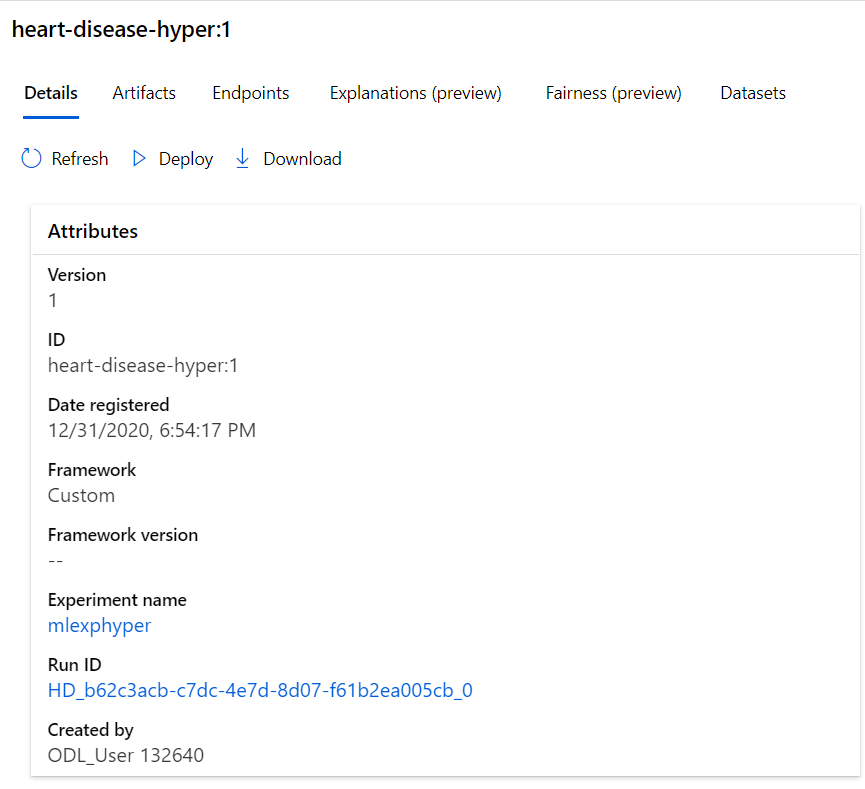 heart-disease-hyper:1
Details Artifacts Endpoints Explanations (preview) Fairness (preview) Datasets
Refresh Deploy Download
Attributes
Version
1
ID
heart-disease-hyper:1
Date registered
12/31/2020, 6:54:17 PM
Framework
Custom
Framework version
--
Experiment name
mlexphyper
Run ID
HD_b62c3acb-c7dc-4e7d-8d07-f61b2ea005cb_0
Created by
ODL_User 132640